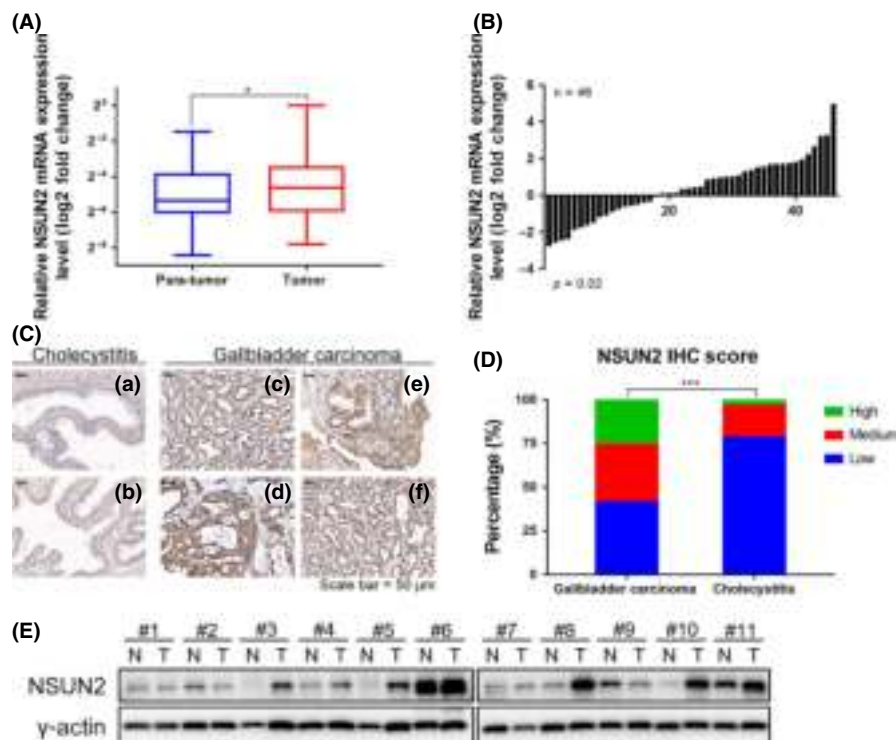 (A)
Relative NSUN2 mRNA expression
level (log2 fold change)
*
Para-tumor
Tumor
(B)
Relative NSUN2 mRNA expression
level (log2 fold change)
6
4
2
0
−2
−4
20
40
p = 0.02
(C)
Cholecystitis
Gallbladder carcinoma
(a)
(c)
(e)
(b)
(d)
(f)
Scale bar = 50 μm
(D)
NSUN2 IHC score
***
Percentage (%)
100
75
50
25
0
Gallbladder carcinoma
Cholecystitis
High
Medium
Low
(E)
#1 #2 #3 #4 #5 #6 #7 #8 #9 #10 #11
N T N T N T N T N T N T N T N T N T N T N T
NSUN2
γ-actin